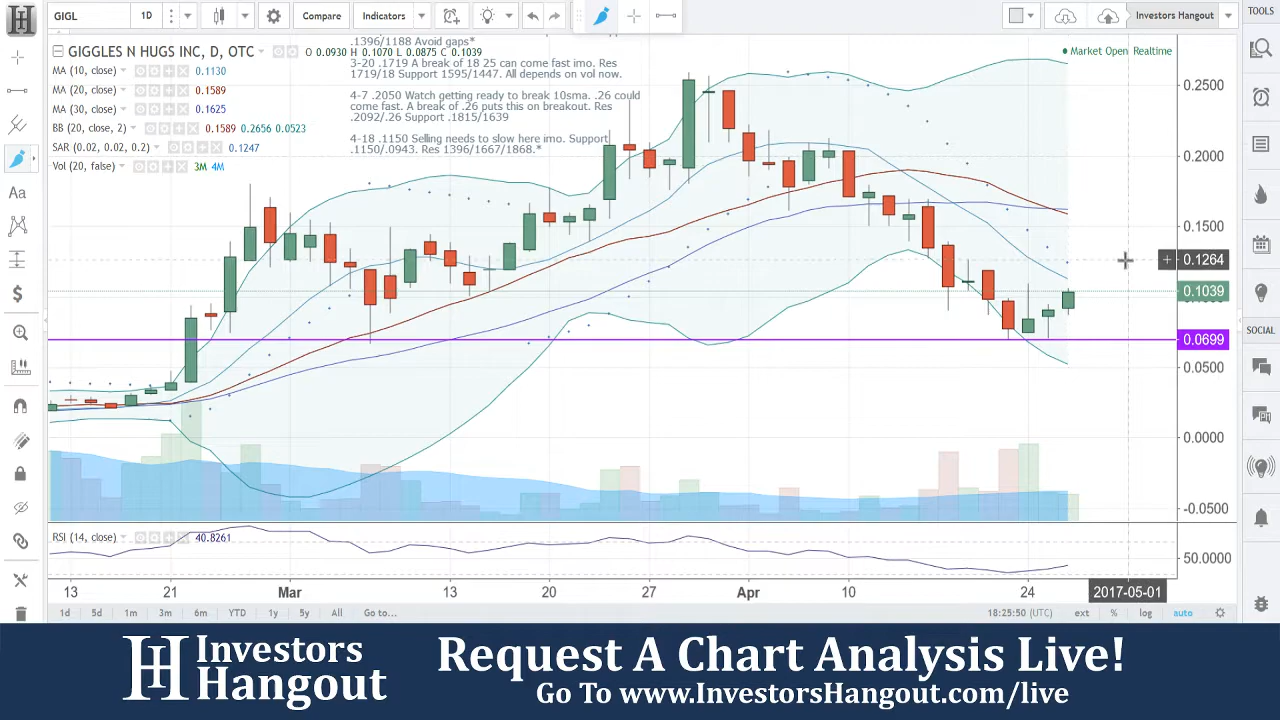 GIGL 1D Compare Indicators Investors Hangout TOOLS
GIGGLES N HUGS INC, D, OTC O 0.0930 H 0.1070 L 0.0875 C 0.1039
MA (10, close) 0.1130
MA (20, close) 0.1589
MA (30, close) 0.1625
BB (20, close, 2) 0.1589 0.2656 0.0523
SAR (0.02, 0.02, 0.2) 0.1247
Vol (20, false) 3M 4M
.1396/1188 Avoid gaps*
3-2 .1719 A break of 18 25 can come fast imo. Res
1719/18 Support 1595/1447. All depends on vol now.
4-7 .2050 Watch getting ready to break 10sma. .26 could
come fast. A break of .26 puts this on breakout. Res
.2092/.26 Support .1815/1639
4-18 .1150 Selling needs to slow here imo. Support
.1150/.0943. Res 1396/1667/1868.*
Market Open Realtime
0.2500
0.2000
0.1500
0.1264
0.1039
0.0699
0.0500
0.0000
-0.0500
SOCIAL
Aa
$
RSI (14, close) 40.8261
50.0000
13 21 Mar 13 20 27 Apr 10 24 2017-05-01
1d 5d 1m 3m 6m YTD 1y 5y All Go to... 18:25:50 (UTC) ext % log auto
H
IH Investors Hangout
Request A Chart Analysis Live!
Go To www.InvestorsHangout.com/live